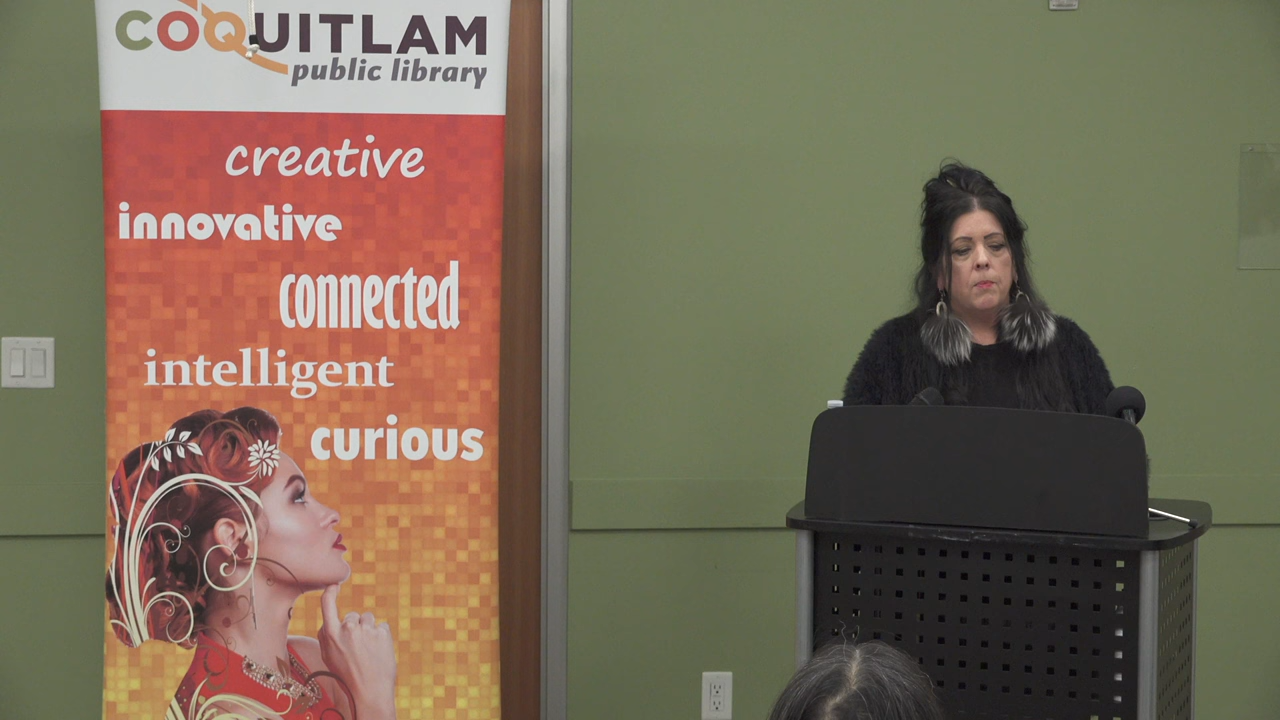 COQUITLAM
public library
creative
innovative
connected
intelligent
curious